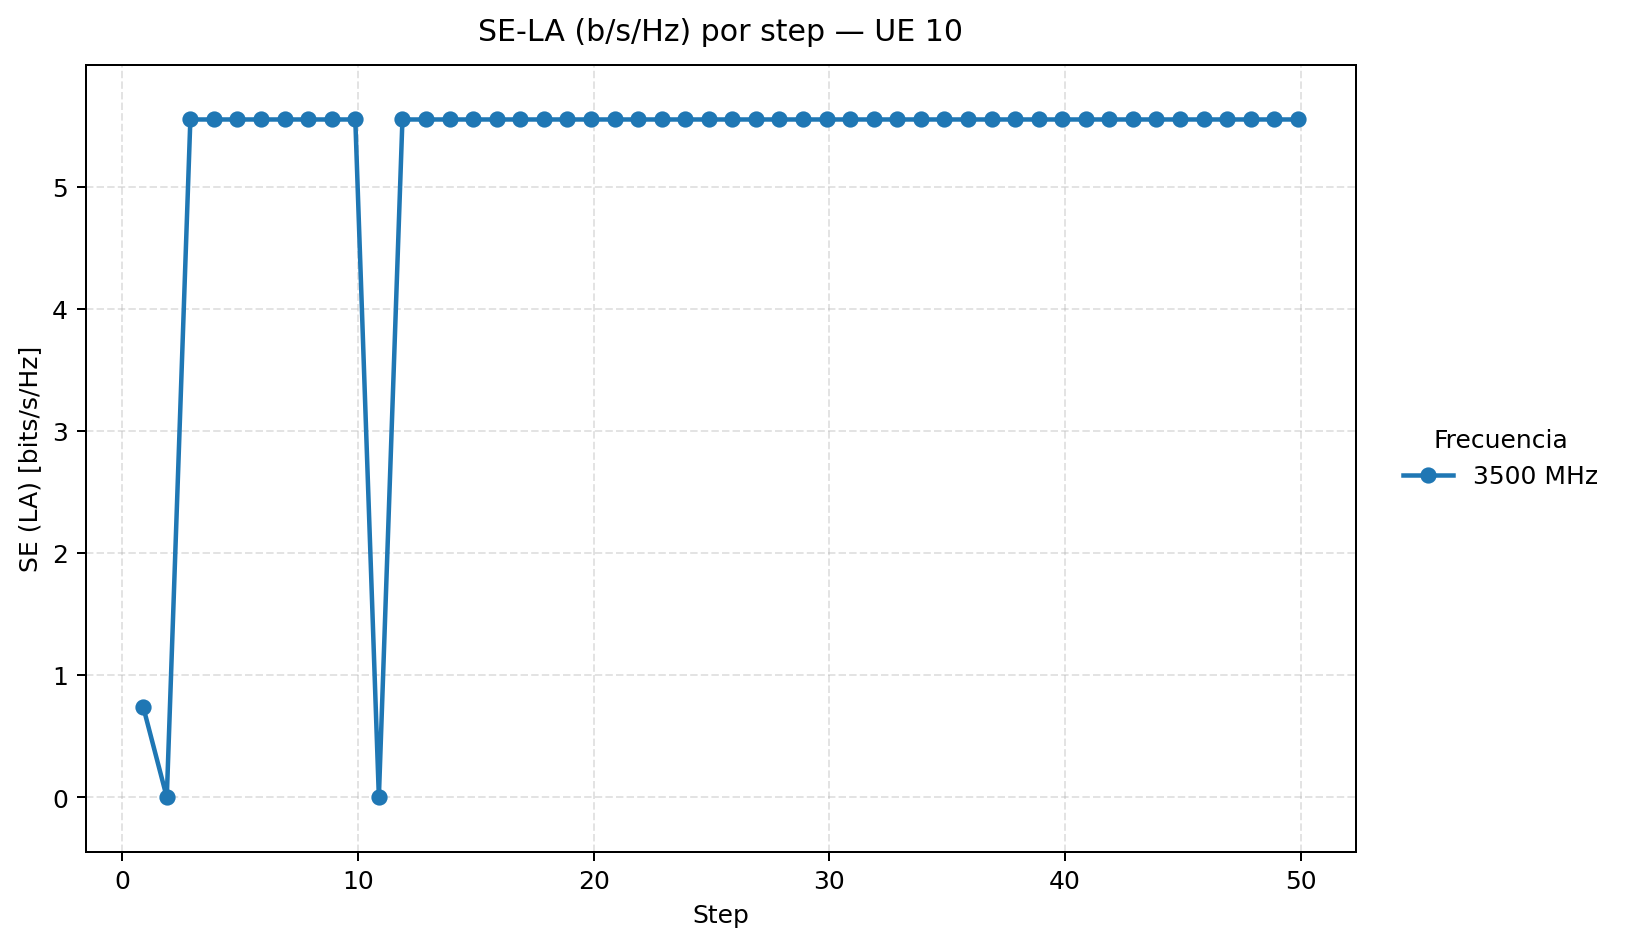 SE-LA (b/s/Hz) por step — UE 10
SE (LA) [bits/s/Hz]
5
4
3
2
1
0
0 10 20 30 40 50
Step
Frecuencia
3500 MHz